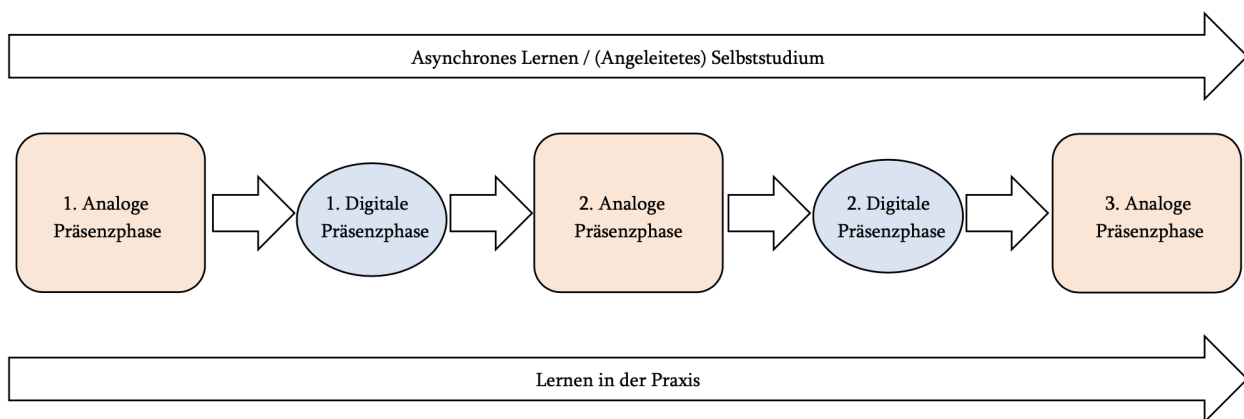 Asynchrones Lernen / (Angeleitetes) Selbststudium
1. Analoge
Präsenzphase
1. Digitale
Präsenzphase
2. Analoge
Präsenzphase
2. Digitale
Präsenzphase
3. Analoge
Präsenzphase
Lernen in der Praxis